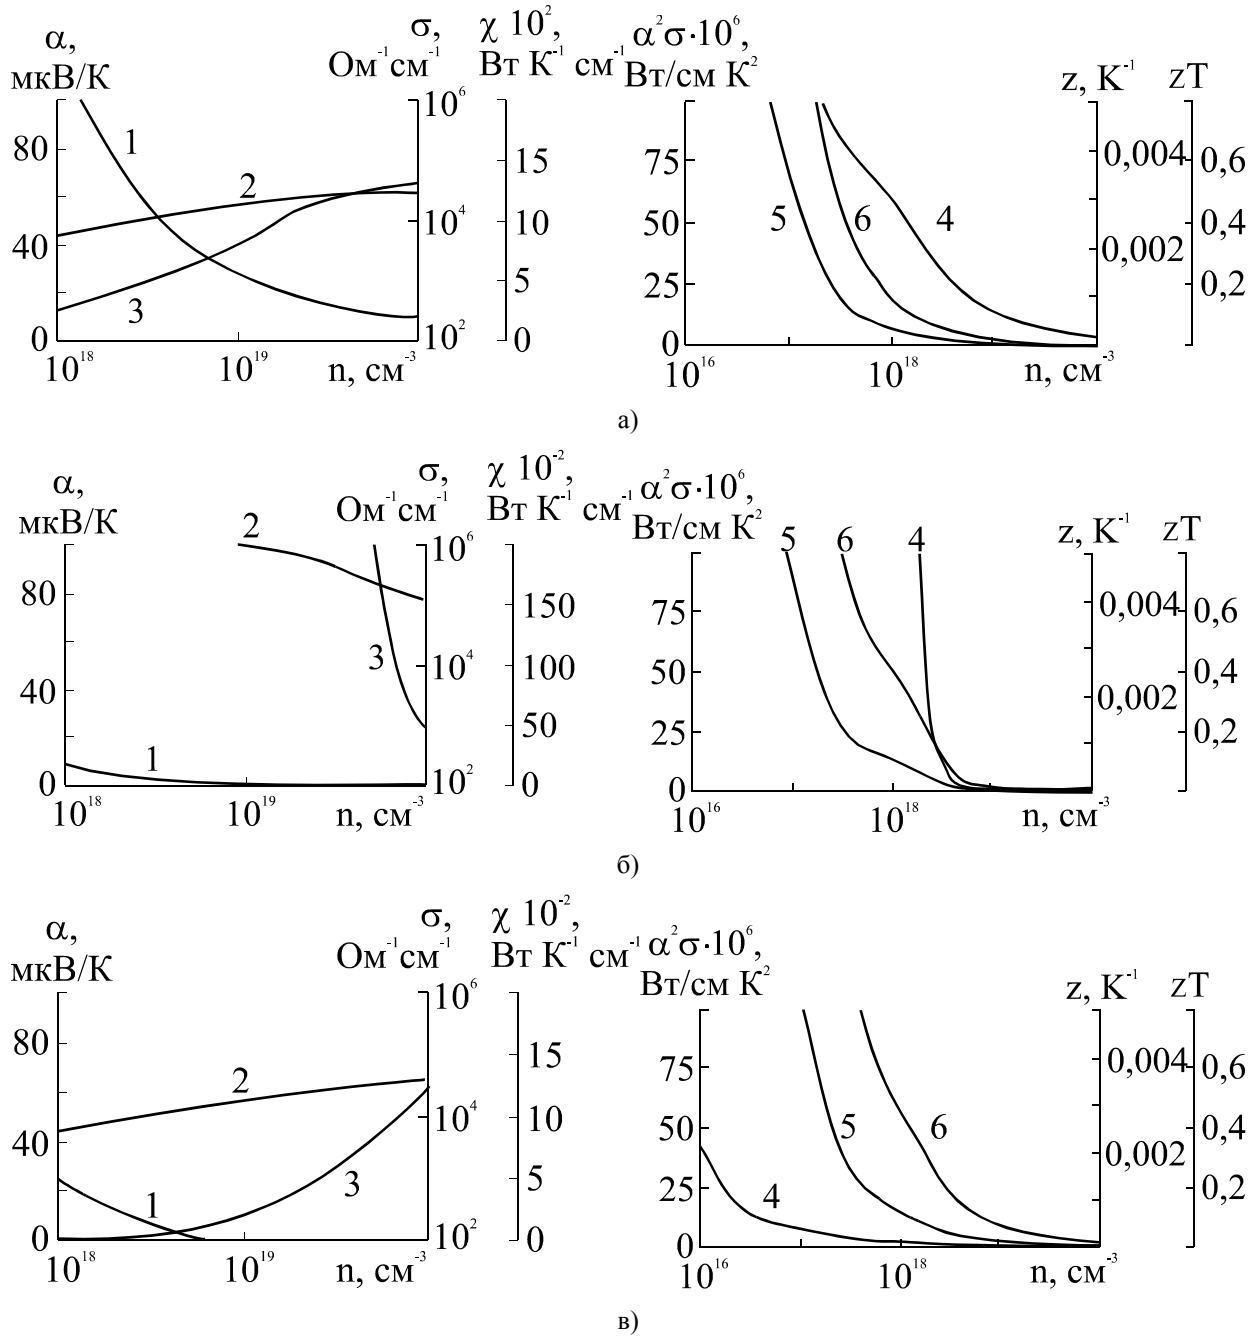 α,
мкВ/К
σ,
Ом⁻¹см⁻¹
χ 10²,
Вт К⁻¹ см⁻¹
80
40
0
1
2
3
10⁶
10⁴
10²
15
10
5
0
10¹⁸
10¹⁹
n, см⁻³
α²σ·10⁶,
Вт/см К²
z, К⁻¹
zT
75
50
25
0
5
6
4
0,004
0,002
0,6
0,4
0,2
10¹⁶
10¹⁸
n, см⁻³
а)
α,
мкВ/К
σ,
Ом⁻¹см⁻¹
χ 10⁻²,
Вт К⁻¹ см⁻¹
80
40
0
2
3
1
10⁶
10⁴
10²
150
100
50
0
10¹⁸
10¹⁹
n, см⁻³
α²σ·10⁶,
Вт/см К²
z, К⁻¹
zT
75
50
25
0
5
6
4
0,004
0,002
0,6
0,4
0,2
10¹⁶
10¹⁸
n, см⁻³
б)
α,
мкВ/К
σ,
Ом⁻¹см⁻¹
χ 10⁻²,
Вт К⁻¹ см⁻¹
80
40
0
2
1
3
10⁶
10⁴
10²
15
10
5
0
10¹⁸
10¹⁹
n, см⁻³
α²σ·10⁶,
Вт/см К²
z, К⁻¹
zT
75
50
25
0
4
5
6
0,004
0,002
0,6
0,4
0,2
10¹⁶
10¹⁸
n, см⁻³
в)